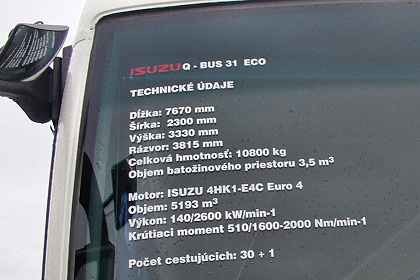 ISUZU Q - BUS 31 ECO
TECHNICKÉ ÚDAJE
Dĺžka: 7670 mm
Šírka: 2300 mm
Výška: 3330 mm
Rázvor: 3815 mm
Celková hmotnosť: 10800 kg
Objem batožinového priestoru 3,5 m³
Motor: ISUZU 4HK1-E4C Euro 4
Objem: 5193 m³
Výkon: 140/2600 kW/min-1
Krútiaci moment 510/1600-2000 Nm/min-1
Počet cestujúcich: 30 + 1